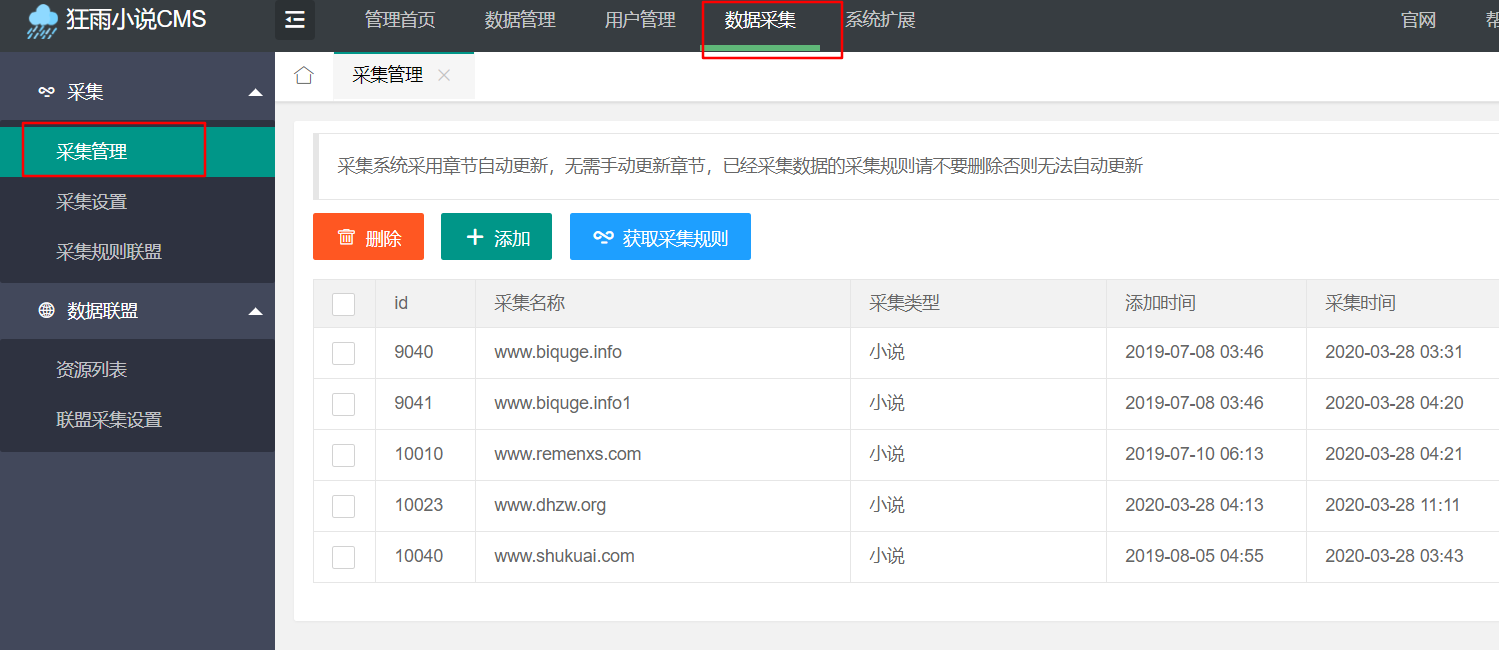 狂雨小说CMS
管理首页 数据管理 用户管理 数据采集 系统扩展 官网 帮
采集
采集管理
采集设置
采集规则联盟
数据联盟
资源列表
联盟采集设置
采集管理
采集系统采用章节自动更新，无需手动更新章节，已经采集数据的采集规则请不要删除否则无法自动更新
删除 添加 获取采集规则
id 采集名称 采集类型 添加时间 采集时间
9040 www.biquge.info 小说 2019-07-08 03:46 2020-03-28 03:31
9041 www.biquge.info1 小说 2019-07-08 03:46 2020-03-28 04:20
10010 www.remenxs.com 小说 2019-07-10 06:13 2020-03-28 04:21
10023 www.dhzw.org 小说 2020-03-28 04:13 2020-03-28 11:11
10040 www.shukuai.com 小说 2019-08-05 04:55 2020-03-28 03:43